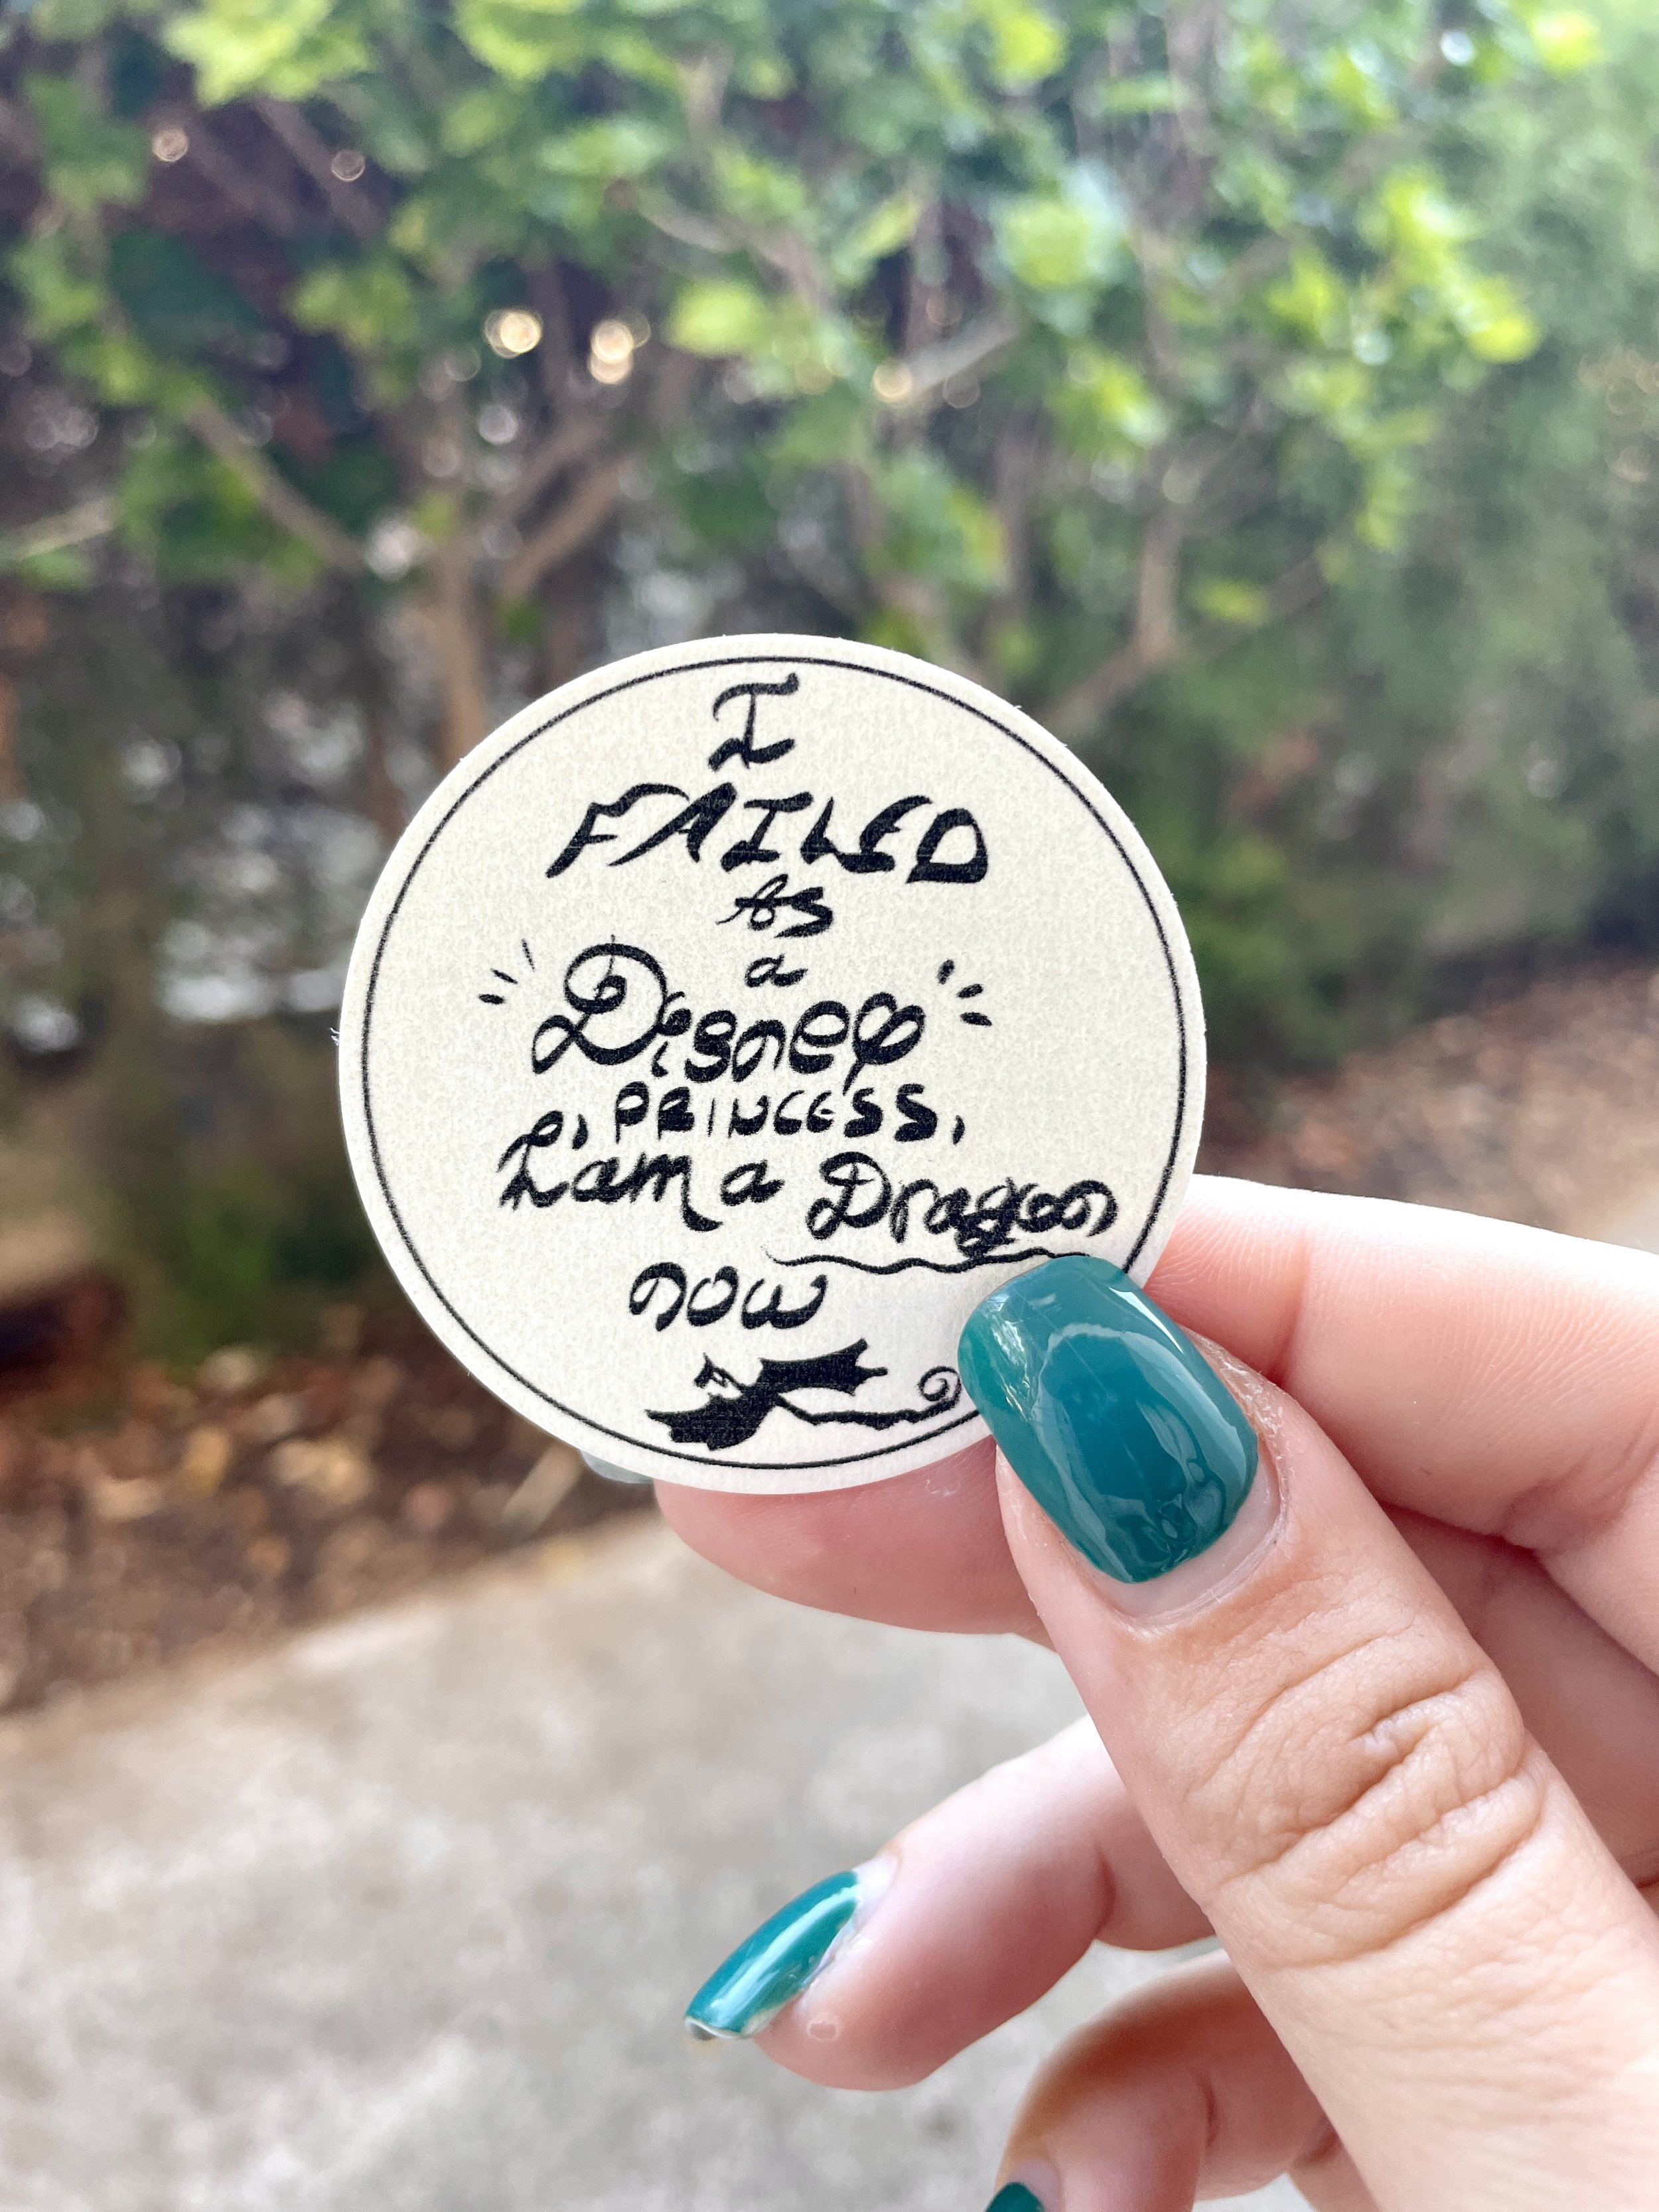 I
FAILED
As
a
Disney
PRINCESS,
I am a Dragon
now